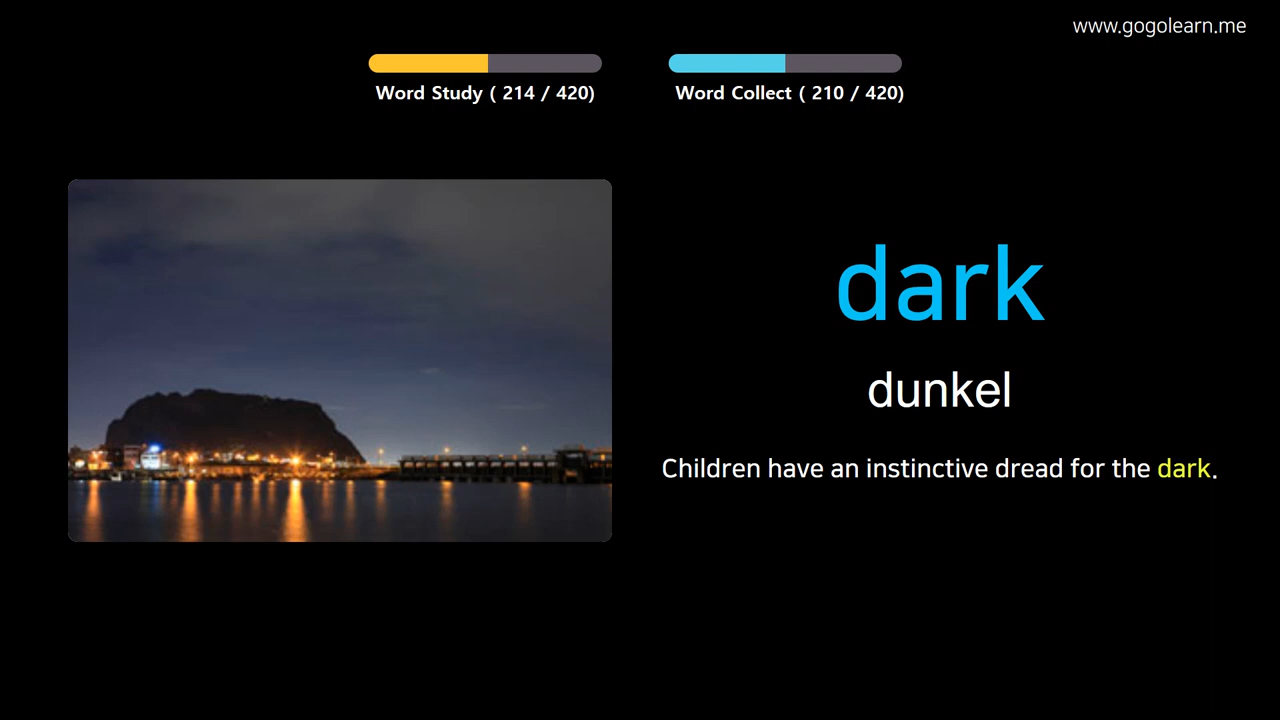 www.gogolearn.me
Word Study ( 214 / 420)
Word Collect ( 210 / 420)
dark
dunkel
Children have an instinctive dread for the dark.